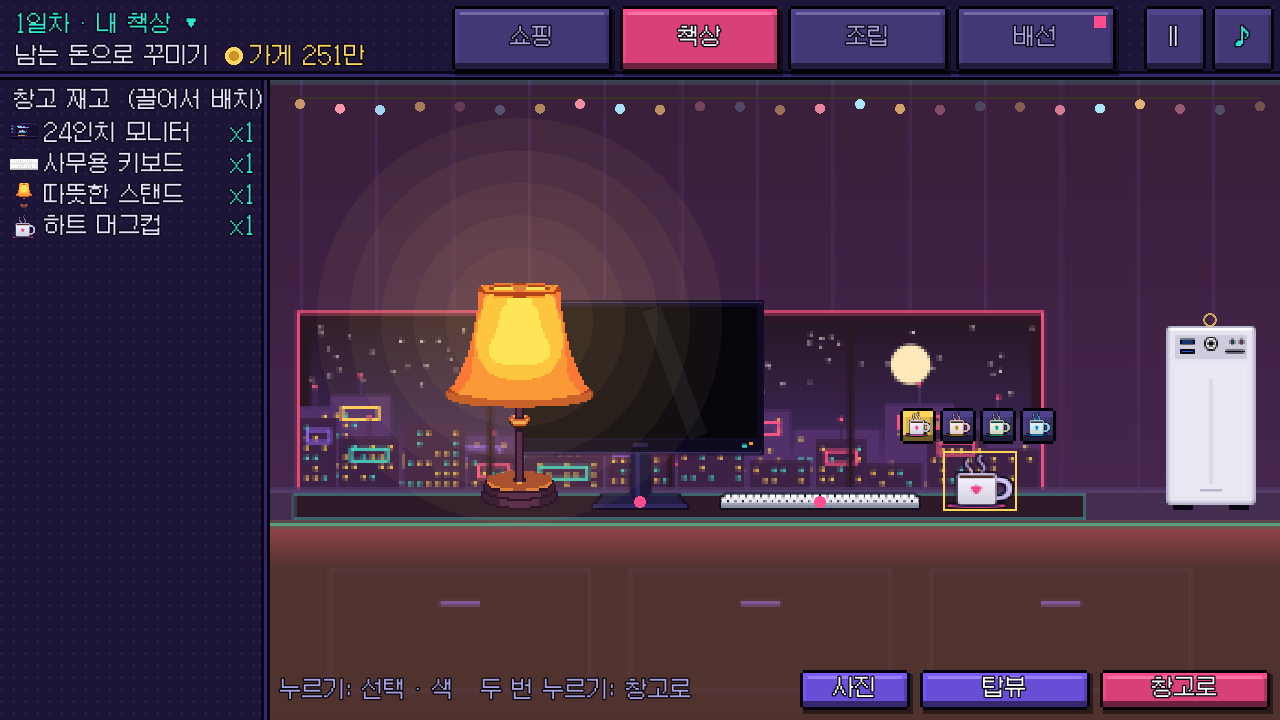 1일차 · 내 책상 ▼
남는 돈으로 꾸미기 가게 251만
쇼핑
책상
조립
배선
창고 재고 (끌어서 배치)
24인치 모니터 x1
사무용 키보드 x1
따뜻한 스탠드 x1
하트 머그컵 x1
누르기: 선택 · 색 두 번 누르기: 창고로
사진
탑뷰
창고로